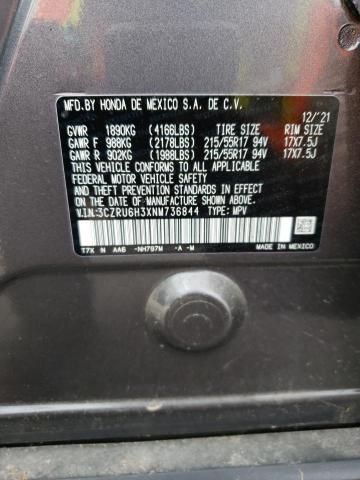 MFD.BY HONDA DE MEXICO S.A. DE C.V. 12/'21
GVWR 1890KG (4166LBS) TIRE SIZE RIM SIZE
GAWR F 988KG (2178LBS) 215/55R17 94V 17X7.5J
GAWR R 902KG (1988LBS) 215/55R17 94V 17X7.5J
THIS VEHICLE CONFORMS TO ALL APPLICABLE
FEDERAL MOTOR VEHICLE SAFETY AND THEFT
PREVENTION STANDARDS IN EFFECT ON THE DATE
OF MANUFACTURE SHOWN ABOVE.
V.I.N:3CZRU6H3XNM736844 TYPE: MPV
T7X N AA6 -NH797M -A -M MADE IN MEXICO